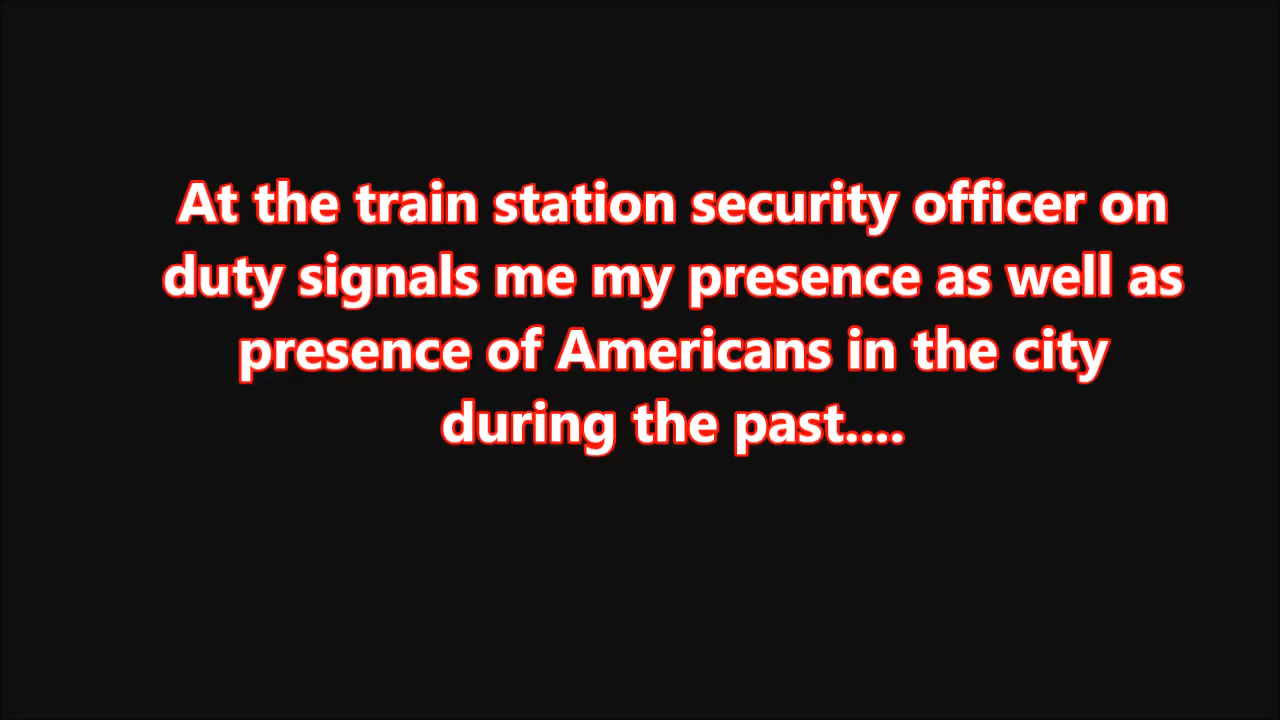 At the train station security officer on
duty signals me my presence as well as
presence of Americans in the city
during the past....